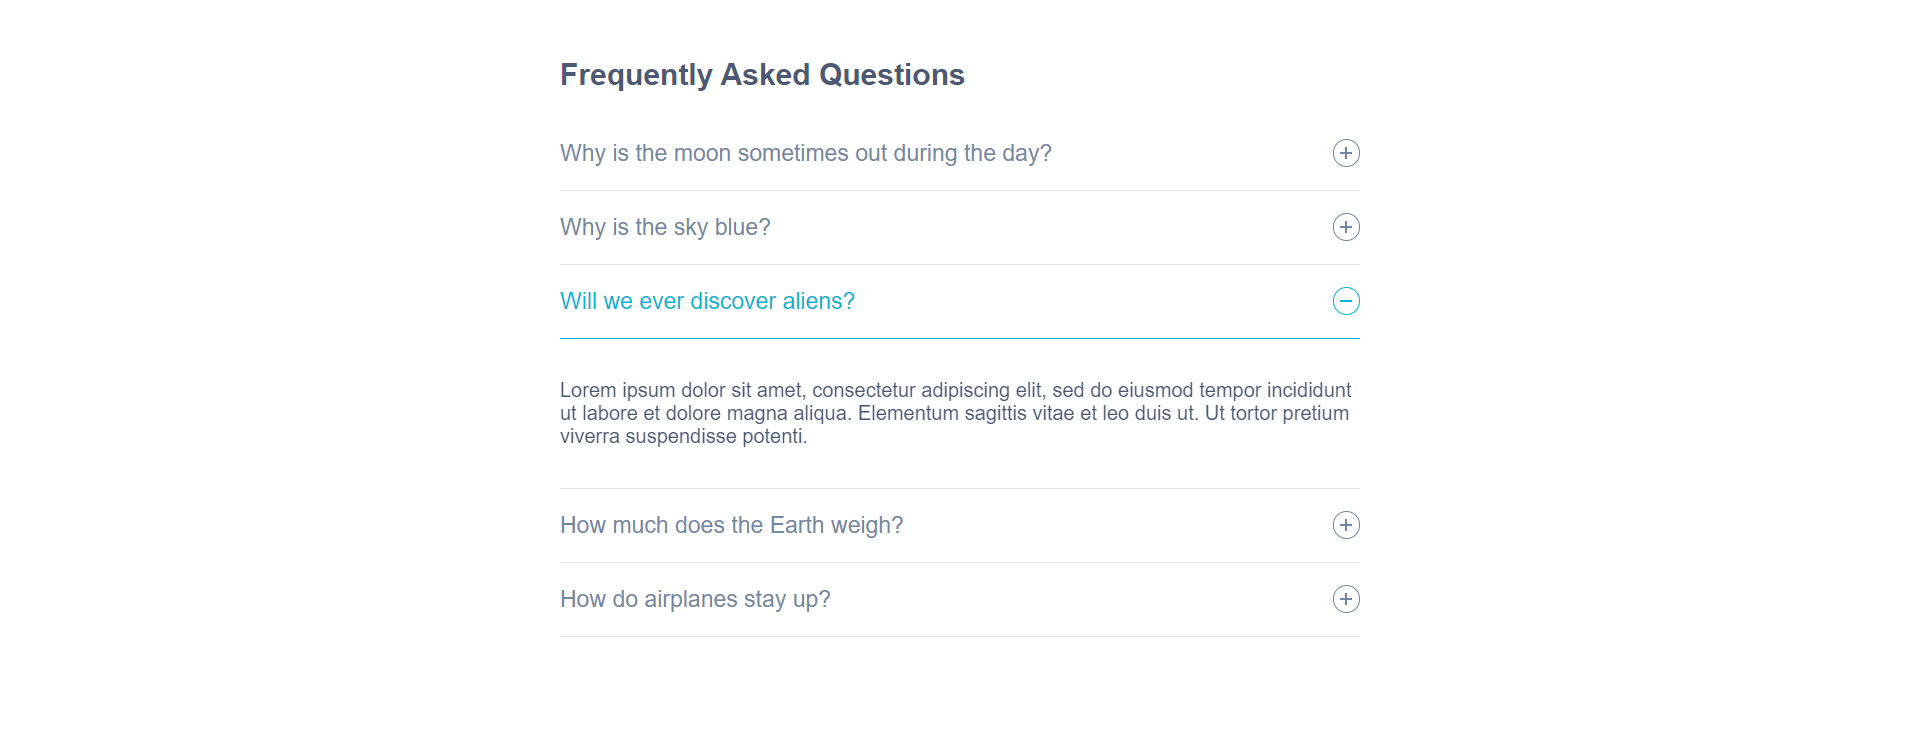 Frequently Asked Questions
Why is the moon sometimes out during the day?
Why is the sky blue?
Will we ever discover aliens?
Lorem ipsum dolor sit amet, consectetur adipiscing elit, sed do eiusmod tempor incididunt
ut labore et dolore magna aliqua. Elementum sagittis vitae et leo duis ut. Ut tortor pretium
viverra suspendisse potenti.
How much does the Earth weigh?
How do airplanes stay up?